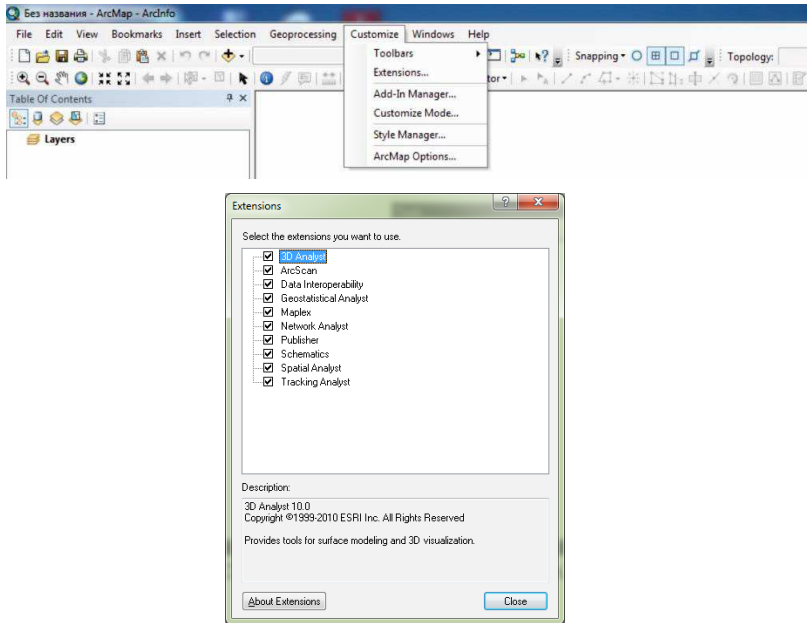 Без названия - ArcMap - ArcInfo
File Edit View Bookmarks Insert Selection Geoprocessing Customize Windows Help
Toolbars
Snapping Topology:
Extensions...
tor
Table Of Contents
Add-In Manager...
Customize Mode...
Layers
Style Manager...
ArcMap Options...
Extensions
Select the extensions you want to use.
3D Analyst
ArcScan
Data Interoperability
Geostatistical Analyst
Maplex
Network Analyst
Publisher
Schematics
Spatial Analyst
Tracking Analyst
Description:
3D Analyst 10.0
Copyright ©1999-2010 ESRI Inc. All Rights Reserved
Provides tools for surface modeling and 3D visualization.
About Extensions Close